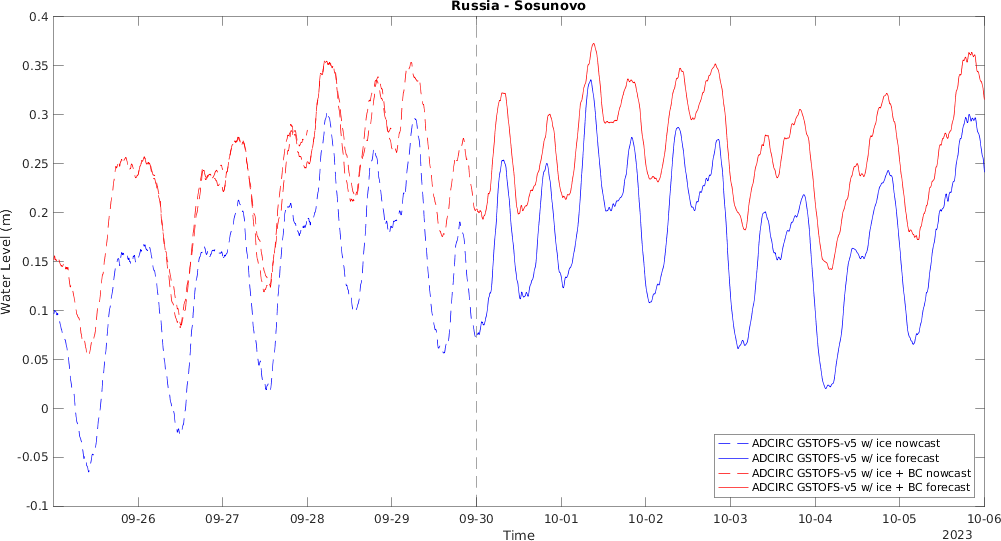 Russia - Sosunovo
0.4
0.35
0.3
0.25
0.2
0.15
0.1
0.05
0
-0.05
-0.1
Water Level (m)
ADCIRC GSTOFS-v5 w/ ice nowcast
ADCIRC GSTOFS-v5 w/ ice forecast
ADCIRC GSTOFS-v5 w/ ice + BC nowcast
ADCIRC GSTOFS-v5 w/ ice + BC forecast
09-26 09-27 09-28 09-29 09-30 10-01 10-02 10-03 10-04 10-05 10-06
Time
2023